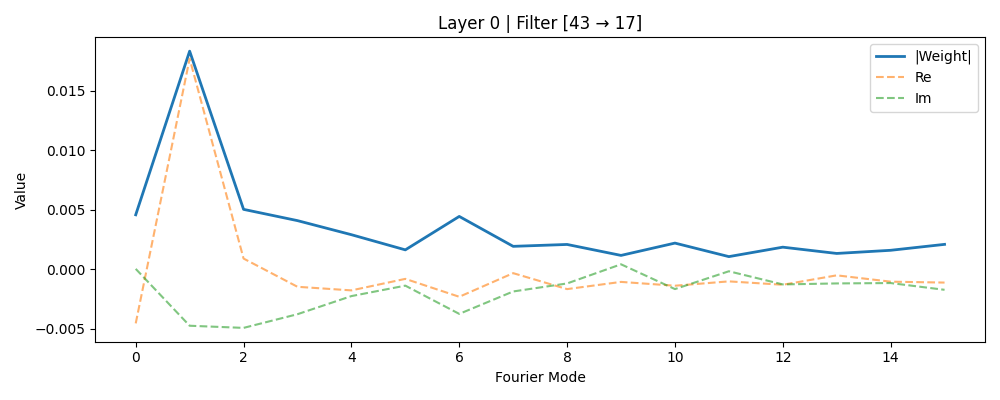 Layer 0 | Filter [43 → 17]
Value
0.015
0.010
0.005
0.000
−0.005
|Weight|
Re
Im
0 2 4 6 8 10 12 14
Fourier Mode